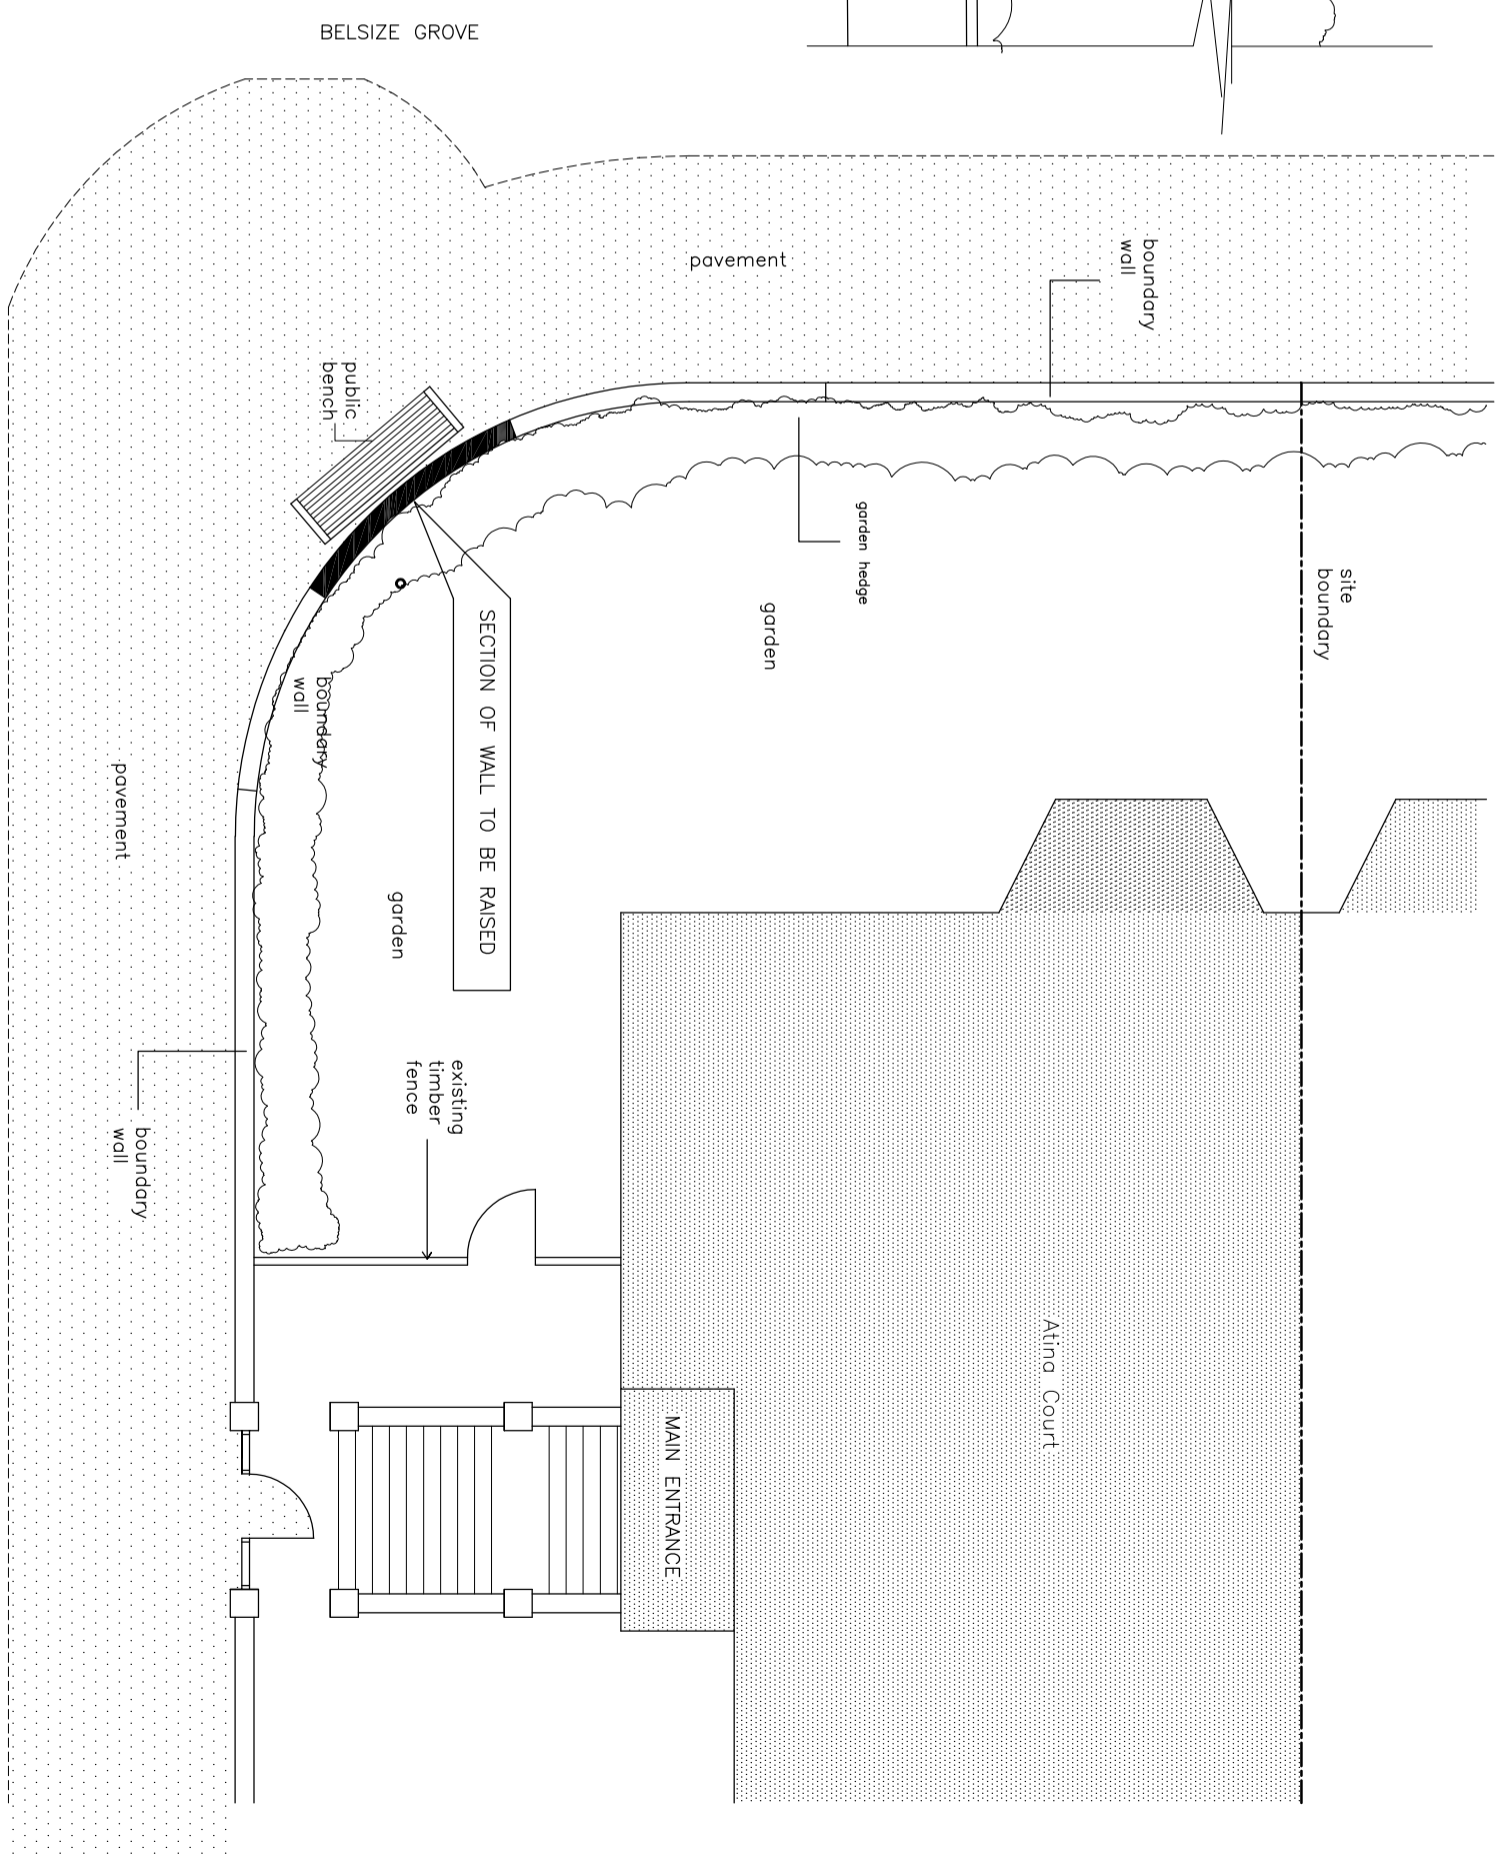 BELSIZE GROVE
pavement
boundary
wall
public
bench
garden hedge
site
boundary
garden
SECTION OF WALL TO BE RAISED
boundary
wall
pavement
garden
existing
timber
fence
boundary
wall
Atina Court
MAIN ENTRANCE